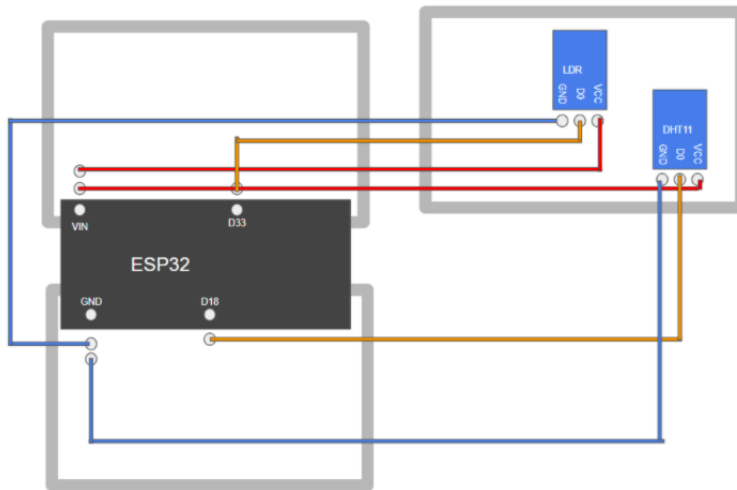 LDR
GND
D0
VCC
DHT11
GND
D0
VCC
VIN
D33
ESP32
GND
D18